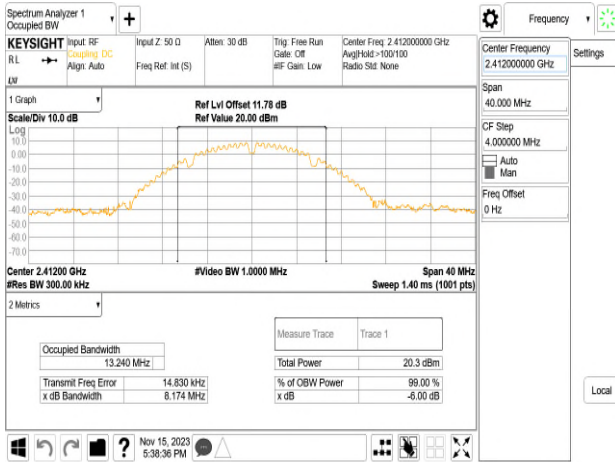 Spectrum Analyzer 1
Occupied BW
+
Frequency
KEYSIGHT
Input: RF
Input Z: 50 Ω
Atten: 30 dB
Trig: Free Run
Center Freq: 2.412000000 GHz
RL
Coupling: DC
Gate: Off
Avg|Hold:>100/100
Align: Auto
Freq Ref: Int (S)
#IF Gain: Low
Radio Std: None
LXI
Center Frequency
2.412000000 GHz
Settings
Span
40.000 MHz
CF Step
4.000000 MHz
Auto
Man
Freq Offset
0 Hz
Local
1 Graph
Ref Lvl Offset 11.78 dB
Scale/Div 10.0 dB
Ref Value 20.00 dBm
Log
10.0
0.00
-10.0
-20.0
-30.0
-40.0
-50.0
-60.0
-70.0
Center 2.41200 GHz
#Video BW 1.0000 MHz
Span 40 MHz
#Res BW 300.00 kHz
Sweep 1.40 ms (1001 pts)
2 Metrics
Measure Trace
Trace 1
Occupied Bandwidth
13.240 MHz
Total Power
20.3 dBm
Transmit Freq Error
14.830 kHz
% of OBW Power
99.00 %
x dB Bandwidth
8.174 MHz
x dB
-6.00 dB
?
Nov 15, 2023
5:38:36 PM